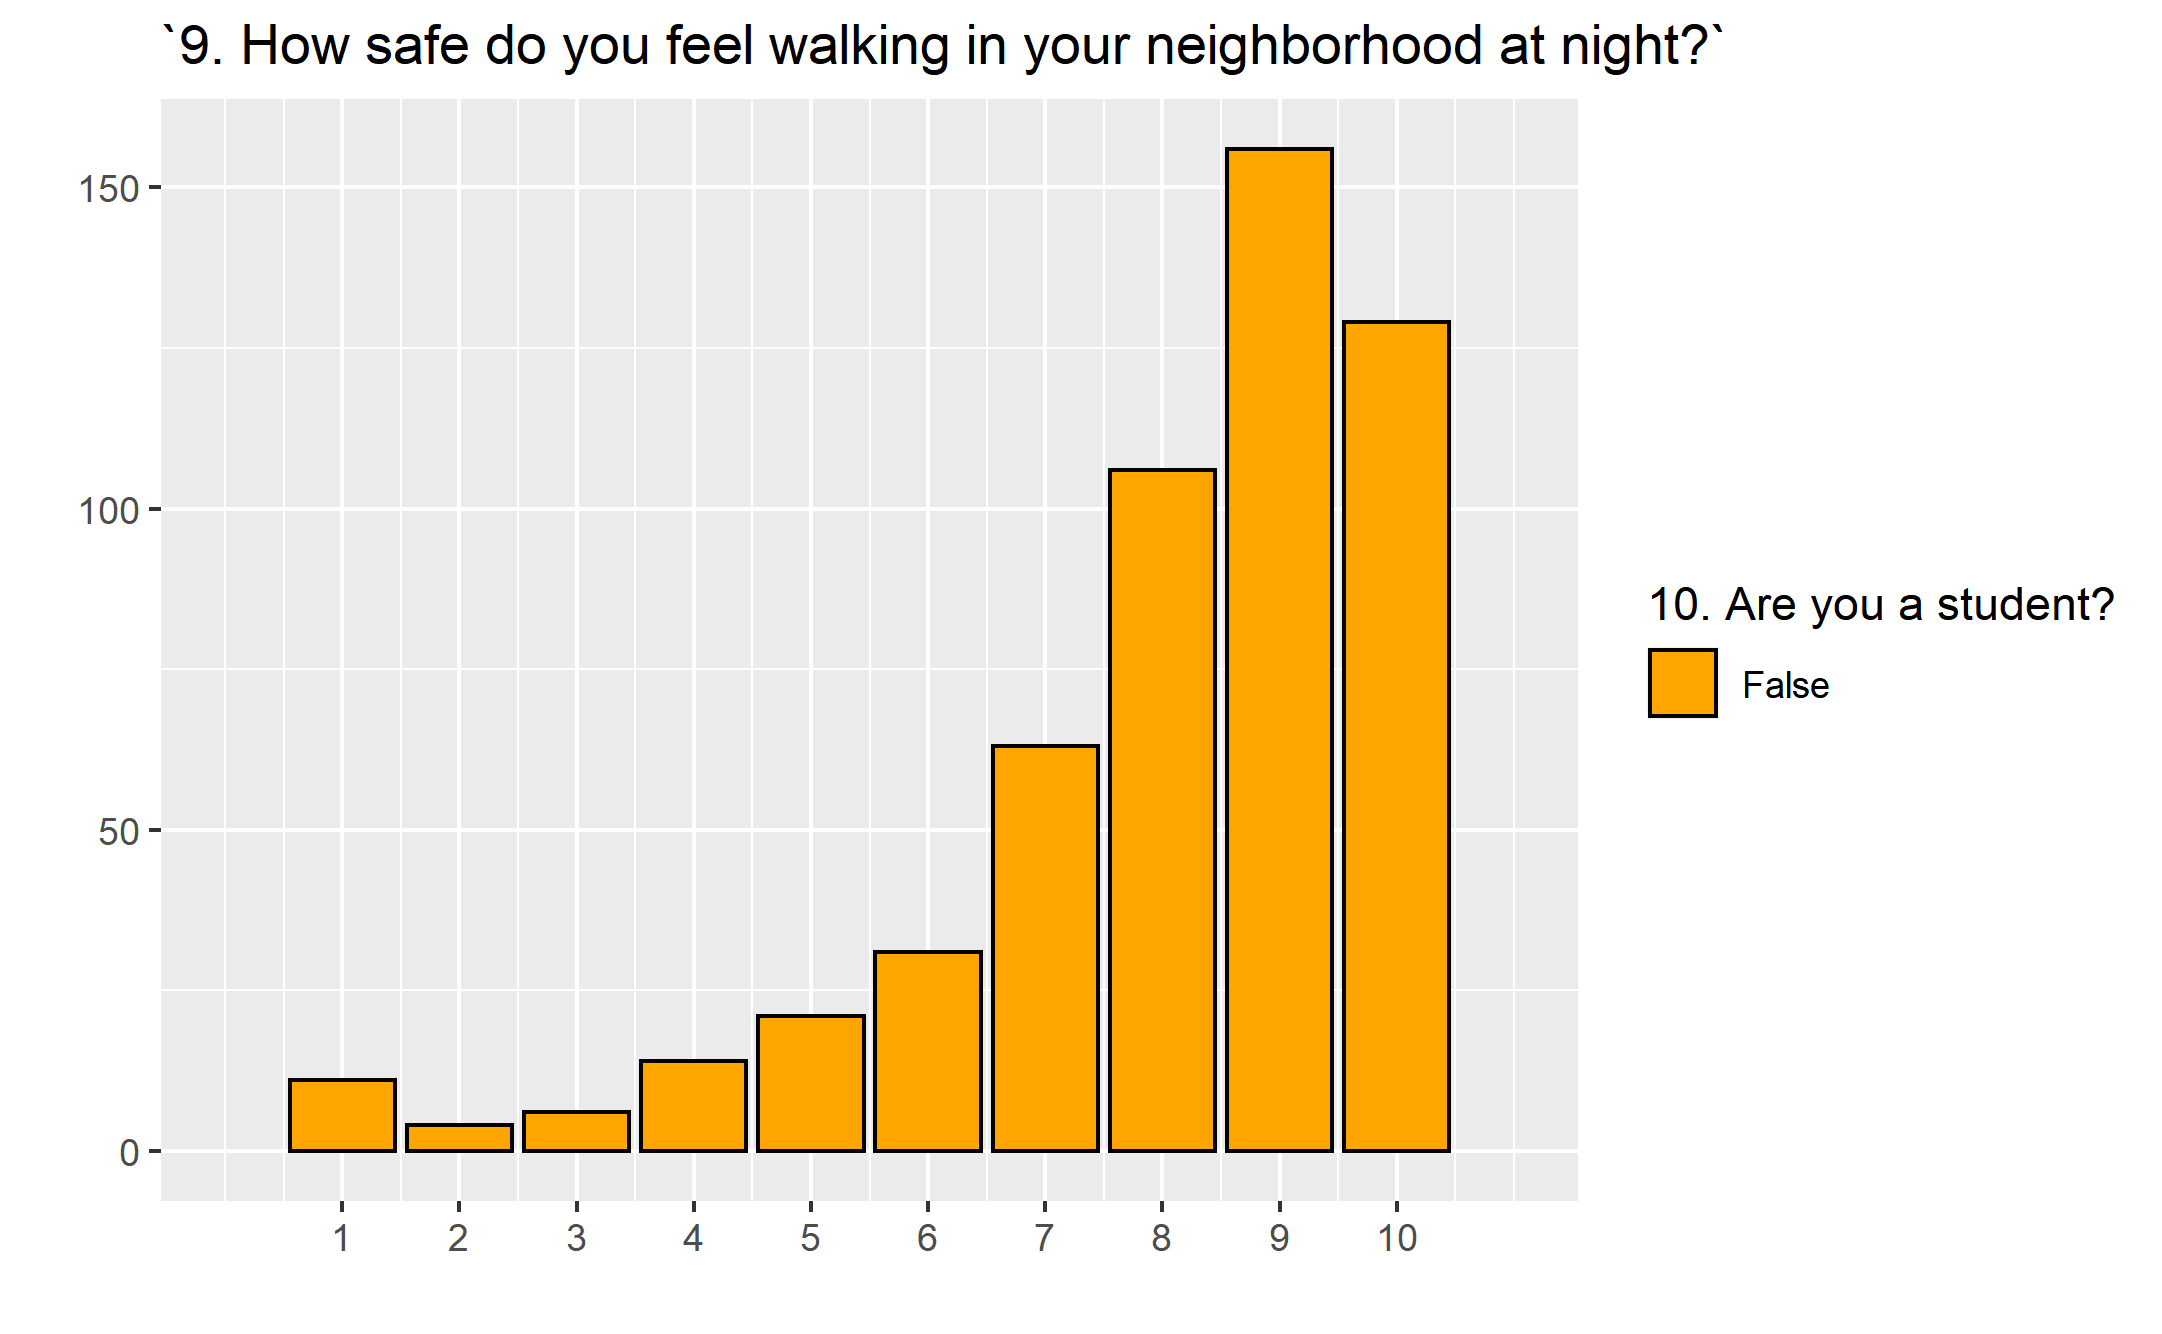 `9. How safe do you feel walking in your neighborhood at night?`
150
100
50
0
1 2 3 4 5 6 7 8 9 10
10. Are you a student?
False